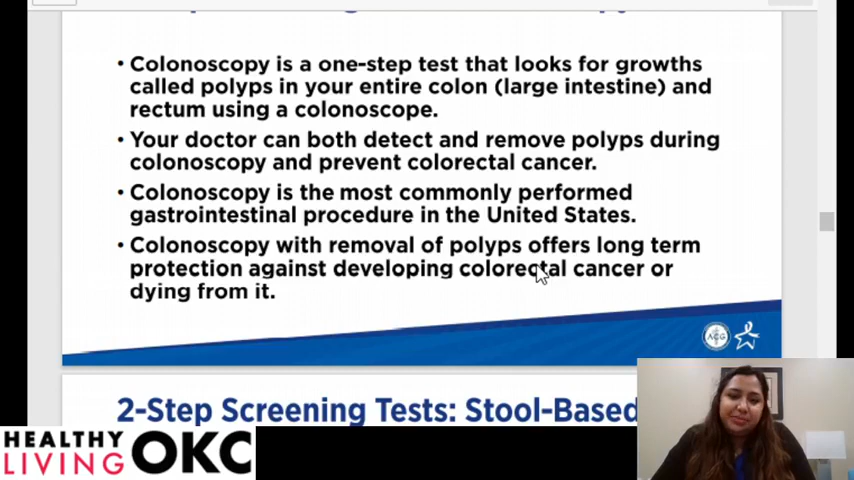 • Colonoscopy is a one-step test that looks for growths
called polyps in your entire colon (large intestine) and
rectum using a colonoscope.
• Your doctor can both detect and remove polyps during
colonoscopy and prevent colorectal cancer.
• Colonoscopy is the most commonly performed
gastrointestinal procedure in the United States.
• Colonoscopy with removal of polyps offers long term
protection against developing colorectal cancer or
dying from it.
ACG
2-Step Screening Tests: Stool-Based
HEALTHY
LIVING OKC